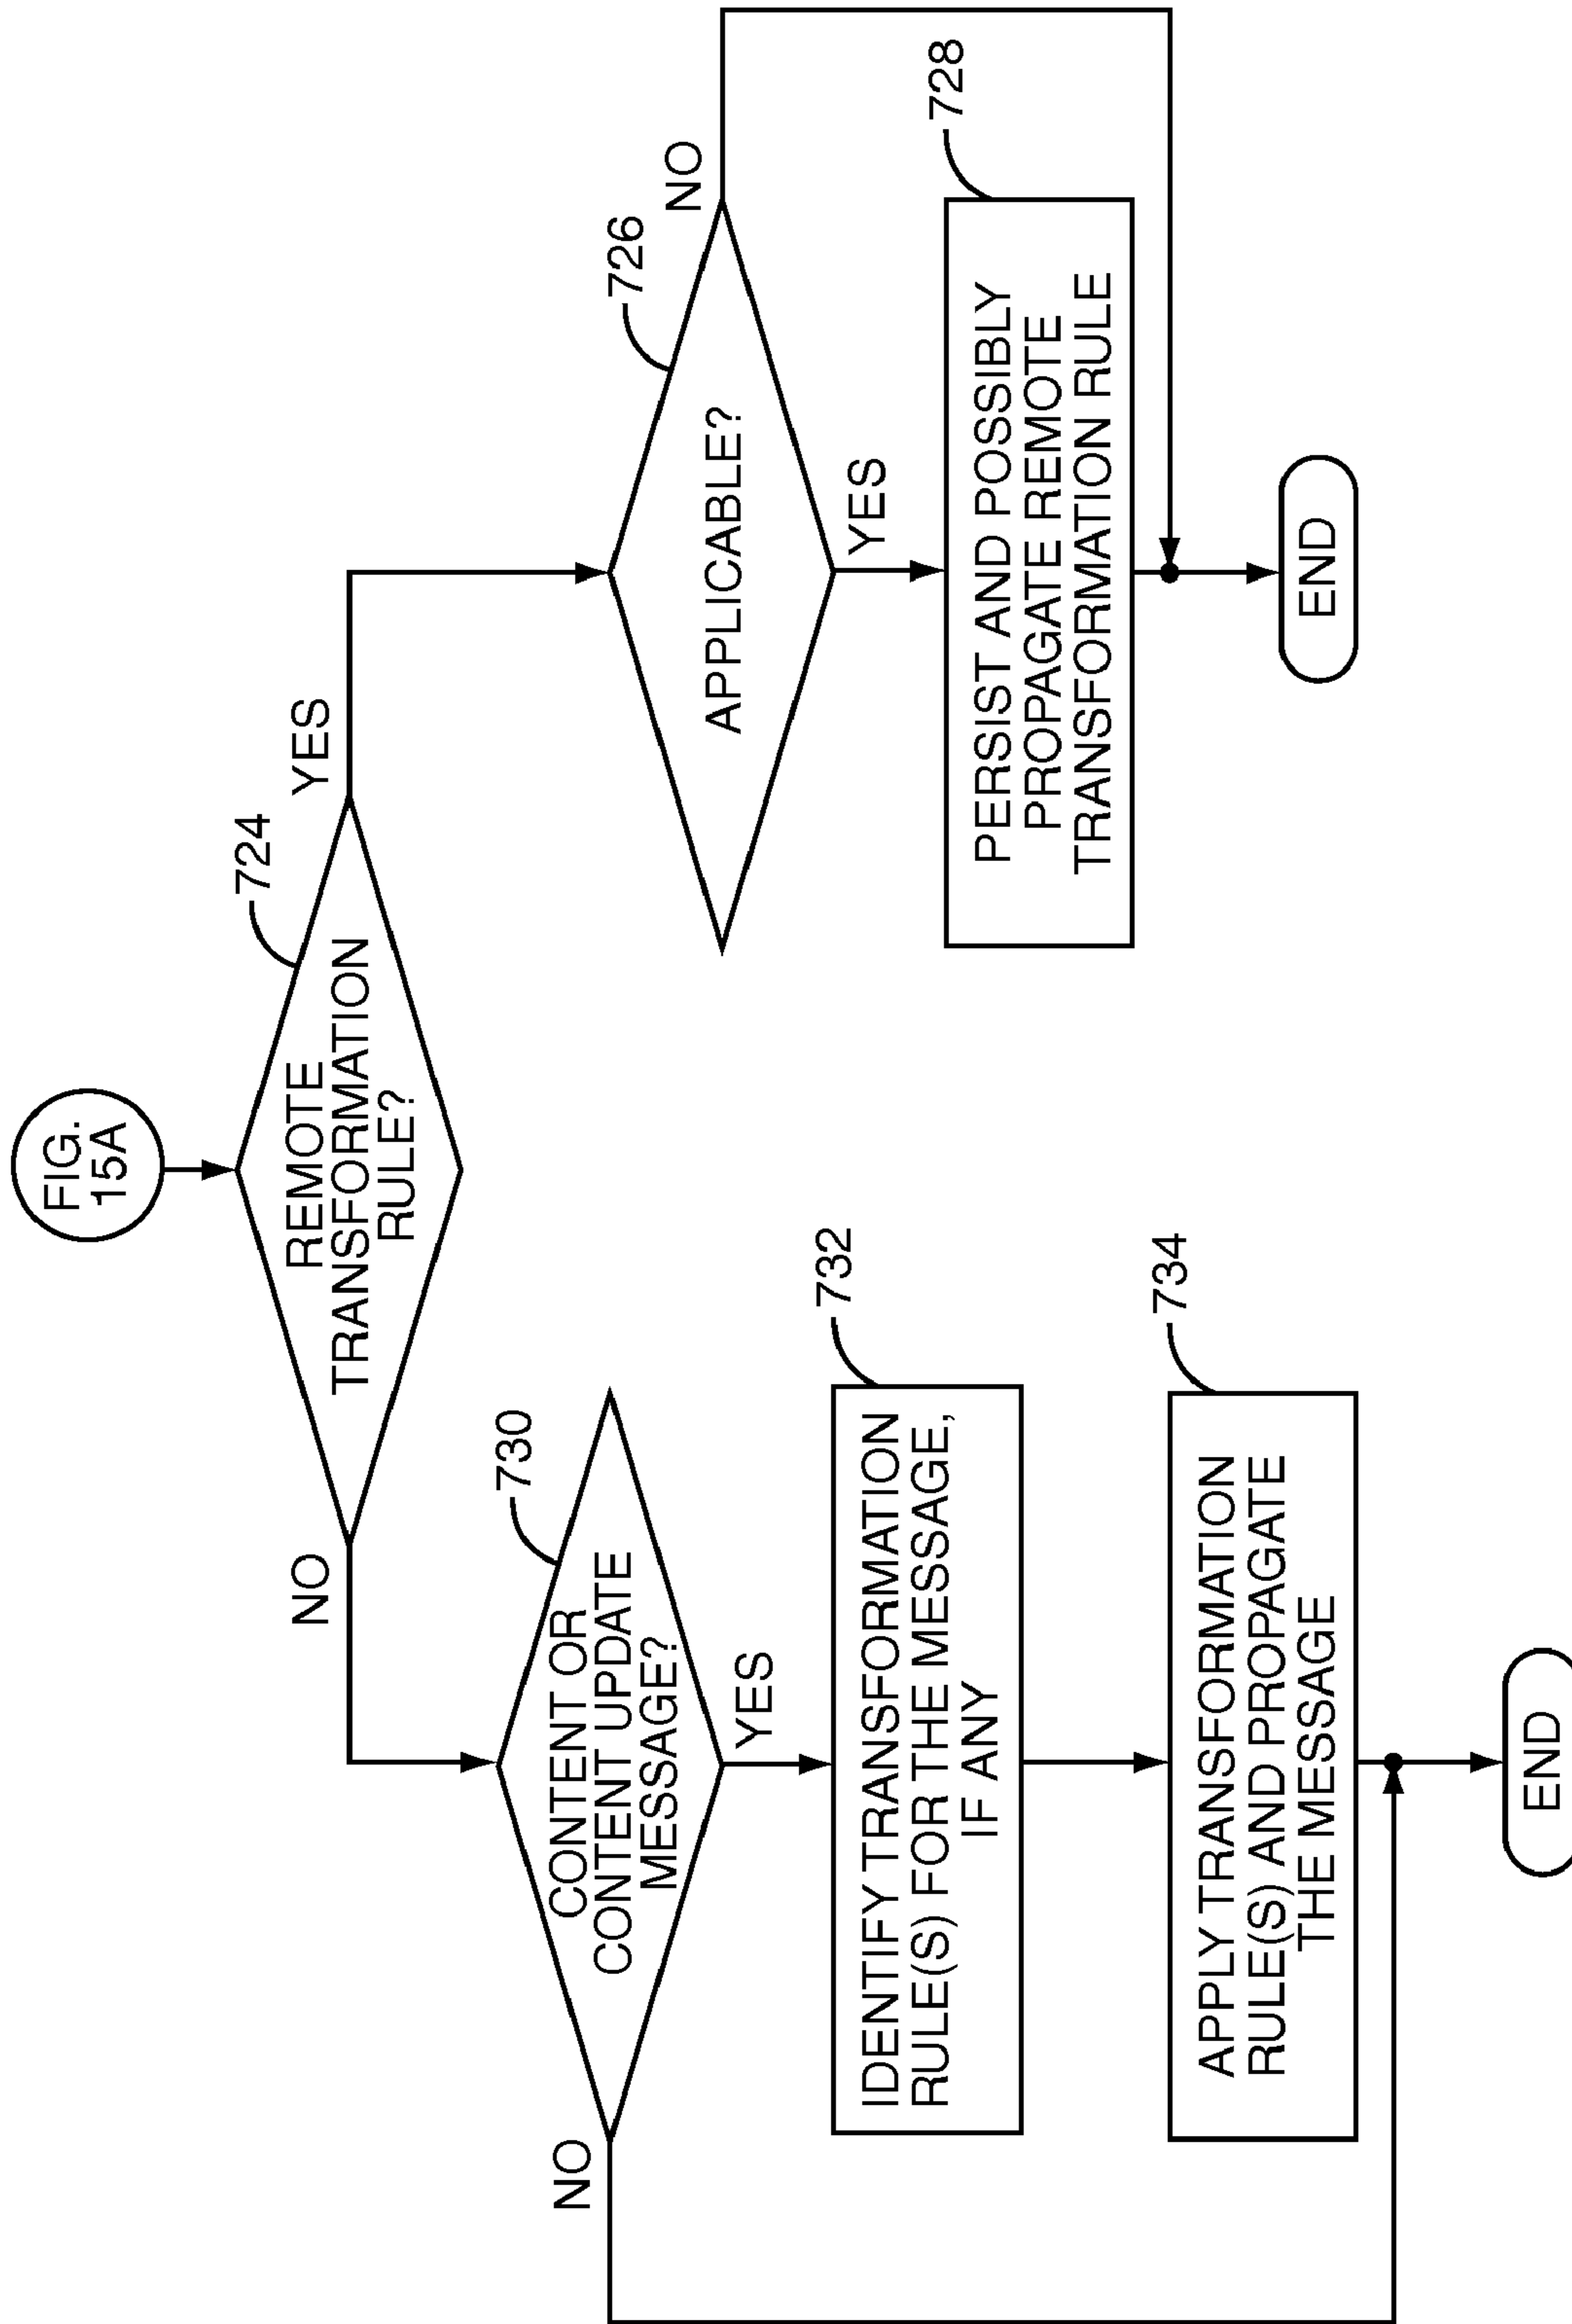 FIG.
15A
REMOTE
TRANSFORMATION
RULE?
724
NO
YES
CONTENT OR
CONTENT UPDATE
MESSAGE?
730
NO
YES
IDENTIFY TRANSFORMATION
RULE(S) FOR THE MESSAGE,
IF ANY
732
APPLY TRANSFORMATION
RULE(S) AND PROPAGATE
THE MESSAGE
734
END
APPLICABLE?
726
NO
YES
PERSIST AND POSSIBLY
PROPAGATE REMOTE
TRANSFORMATION RULE
728
END